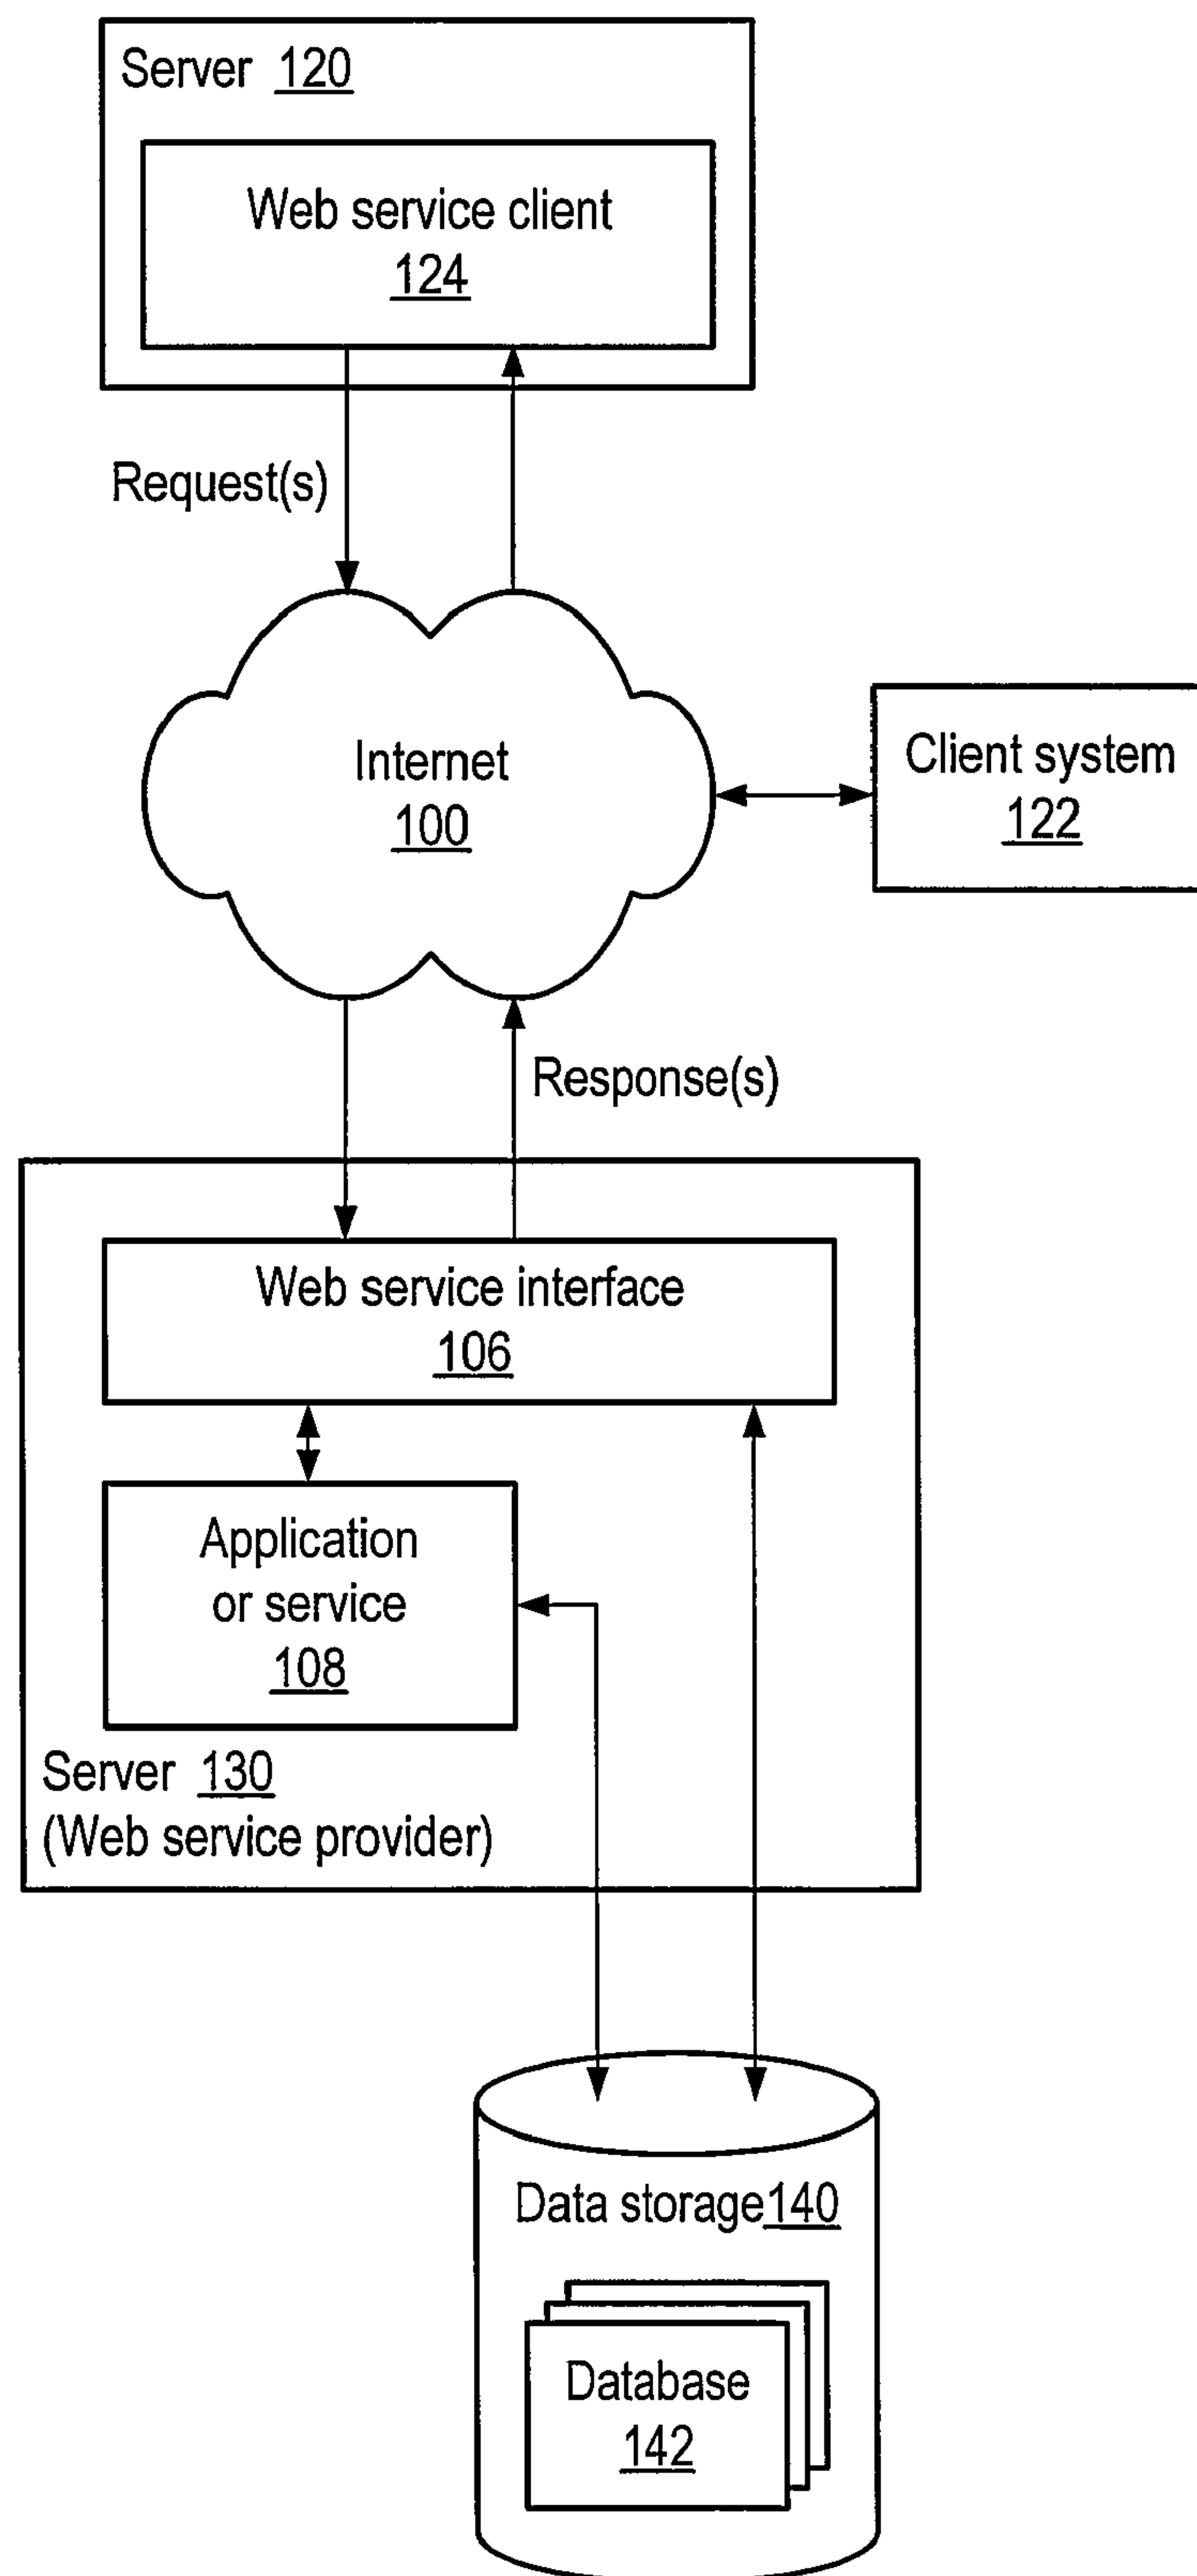 Server 120
Web service client
124
Request(s)
Internet
100
Client system
122
Response(s)
Web service interface
106
Application
or service
108
Server 130
(Web service provider)
Data storage140
Database
142